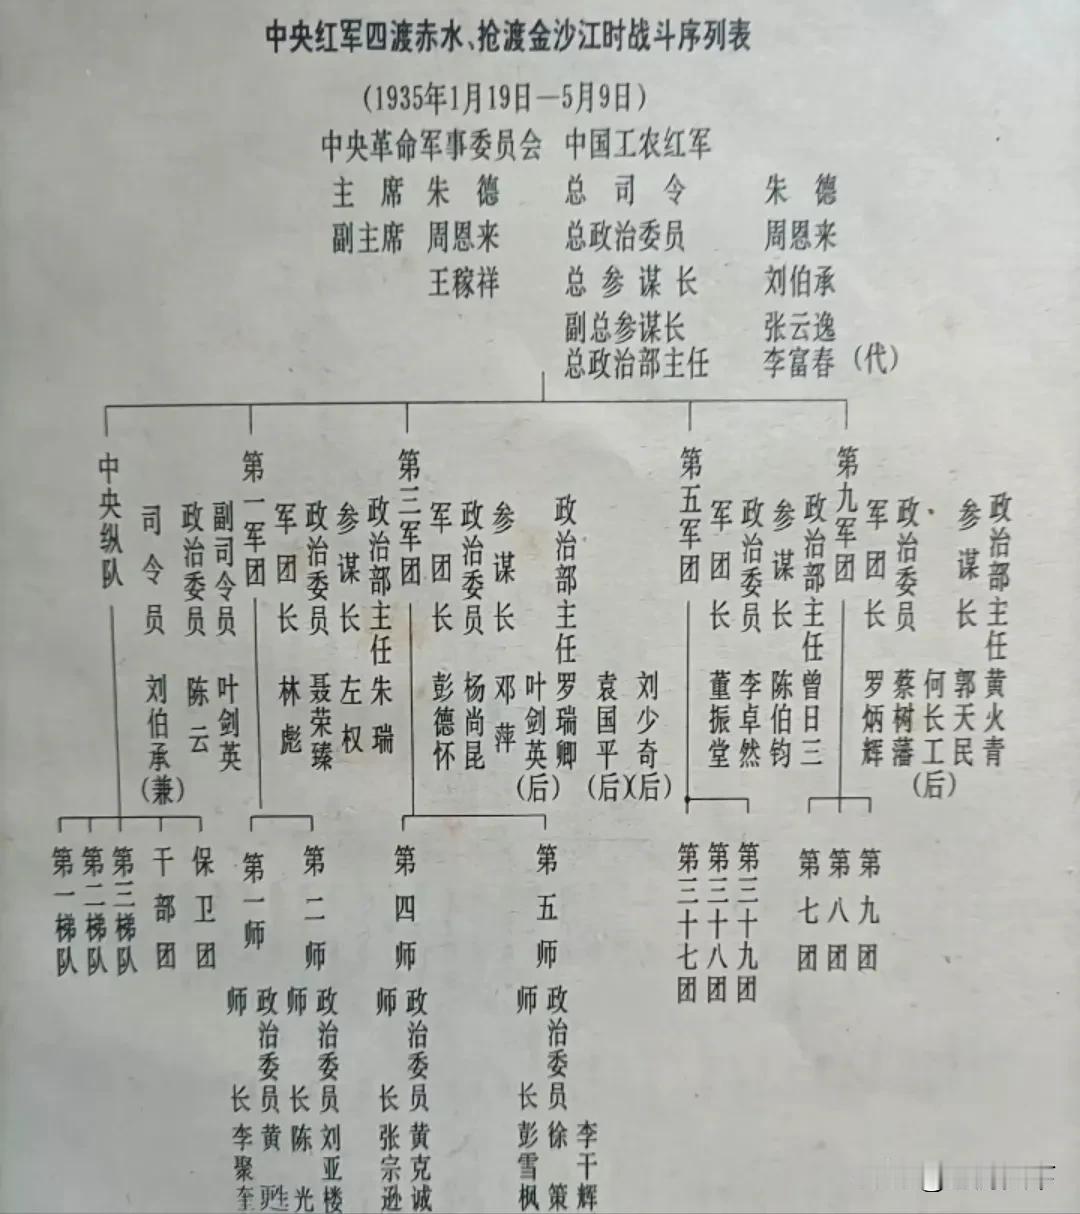 中央红军四渡赤水、抢渡金沙江时战斗序列表
(1935年1月19日—5月9日)
中央革命军事委员会 中国工农红军
主席 朱德 总司令 朱德
副主席 周恩来 总政治委员 周恩来
王稼祥 总参谋长 刘伯承
副总参谋长 张云逸
总政治部主任 李富春(代)
中央纵队
司令员 刘伯承(兼)
政治委员 陈云
副司令员 叶剑英
第一梯队
第二梯队
第三梯队
干部团
保卫团
第一军团
军团长 林彪
政治委员 聂荣臻
参谋长 左权
政治部主任 朱瑞
第一师
师长 李聚奎
政治委员 黄甦
第二师
师长 陈光
政治委员 刘亚楼
第三军团
军团长 彭德怀
政治委员 杨尚昆
参谋长 邓萍
叶剑英(后)
政治部主任 罗瑞卿
袁国平(后)
刘少奇(后)
第四师
师长 张宗逊
政治委员 黄克诚
第五师
师长 彭雪枫
政治委员 徐策
李干辉
第五军团
军团长 董振堂
政治委员 李卓然
参谋长 陈伯钧
政治部主任 曾日三
第三十七团
第三十八团
第三十九团
第九军团
军团长 罗炳辉
政治委员 蔡树藩
何长工(后)
参谋长 郭天民
政治部主任 黄火青
第七团
第八团
第九团